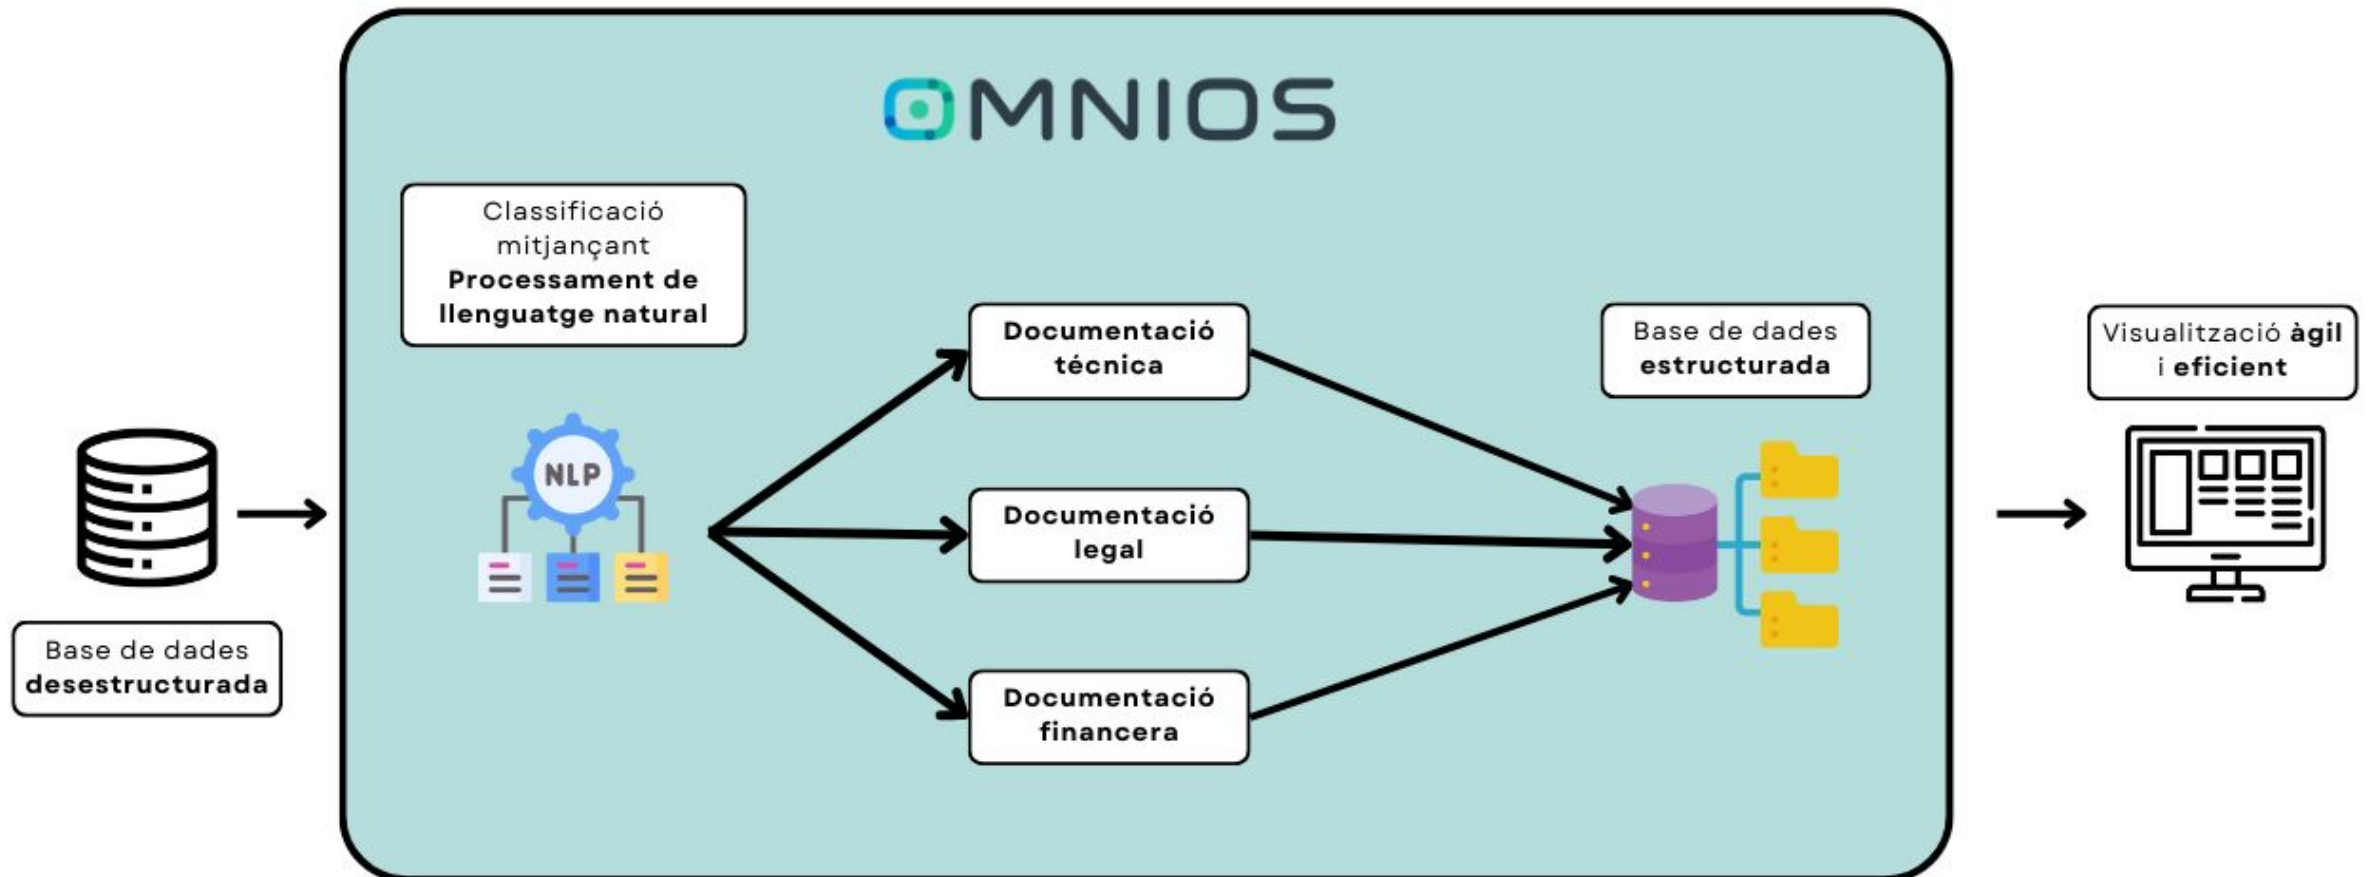 OMNIOS
Classificació
mitjançant
Processament de
llenguatge natural
NLP
Documentació
técnica
Documentació
legal
Documentació
financera
Base de dades
estructurada
Visualització àgil
i eficient
Base de dades
desestructurada